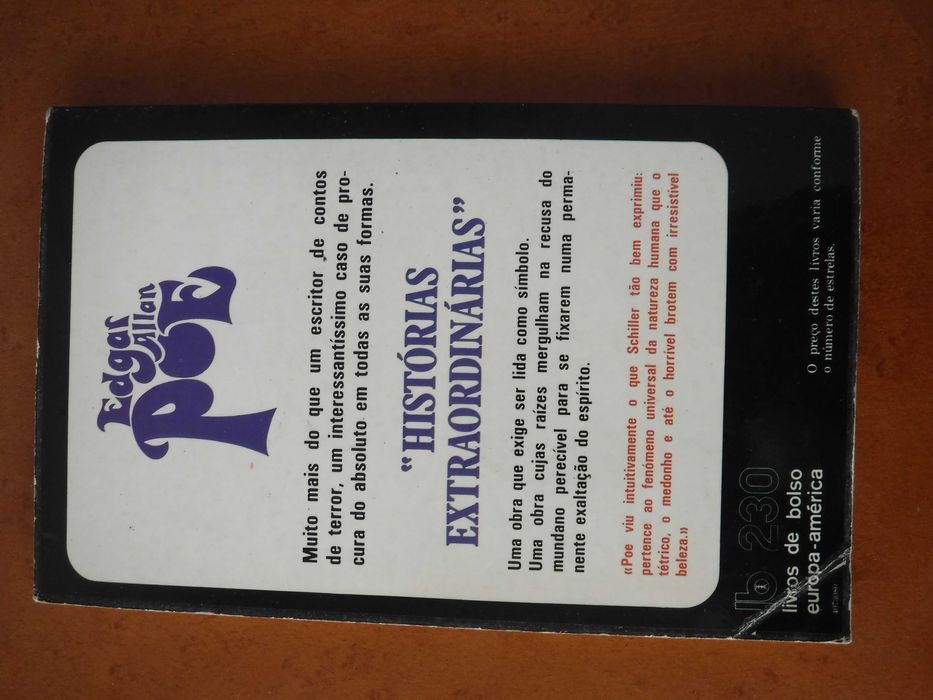 Edgar
Allan
POE
Muito mais do que um escritor de contos
de terror, um interessantíssimo caso de pro-
cura do absoluto em todas as suas formas.
"HISTÓRIAS
EXTRAORDINÁRIAS"
Uma obra que exige ser lida como símbolo.
Uma obra cujas raízes mergulham na recusa do
mundano perecível para se fixarem numa perma-
nente exaltação do espírito.
«Poe viu intuitivamente o que Schiller tão bem exprimiu:
pertence ao fenómeno universal da natureza humana que o
tétrico, o medonho e até o horrível brotem com irresistível
beleza.»
lb 230
livros de bolso
europa-américa
O preço destes livros varia conforme
o número de estrelas.